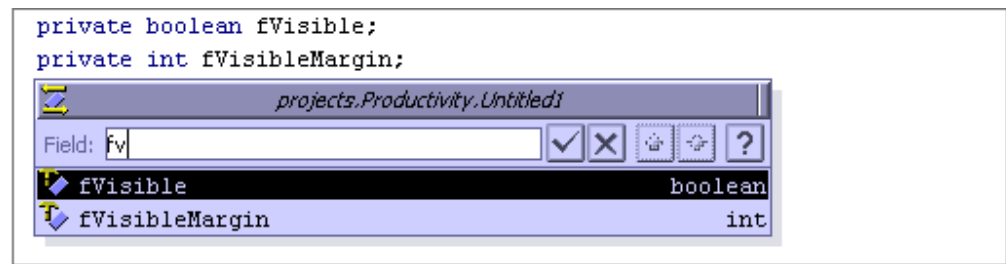 private boolean fVisible;
private int fVisibleMargin;
projects.Productivity.Untitled1
Field: fv ?
fVisible boolean
fVisibleMargin int